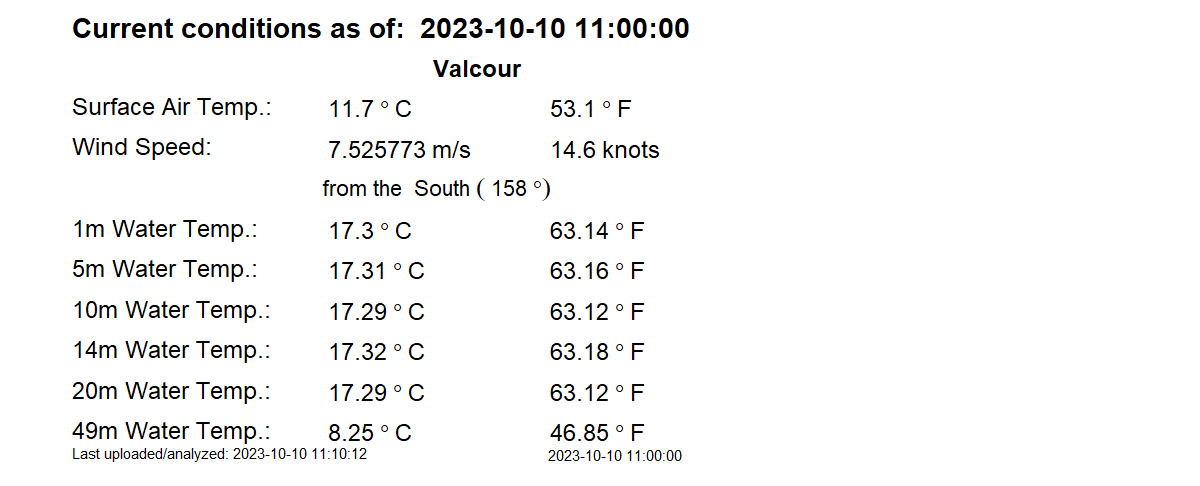 Current conditions as of: 2023-10-10 11:00:00
Valcour
Surface Air Temp.: 11.7 ° C 53.1 ° F
Wind Speed: 7.525773 m/s 14.6 knots
from the South ( 158 °)
1m Water Temp.: 17.3 ° C 63.14 ° F
5m Water Temp.: 17.31 ° C 63.16 ° F
10m Water Temp.: 17.29 ° C 63.12 ° F
14m Water Temp.: 17.32 ° C 63.18 ° F
20m Water Temp.: 17.29 ° C 63.12 ° F
49m Water Temp.: 8.25 ° C 46.85 ° F
Last uploaded/analyzed: 2023-10-10 11:10:12 2023-10-10 11:00:00